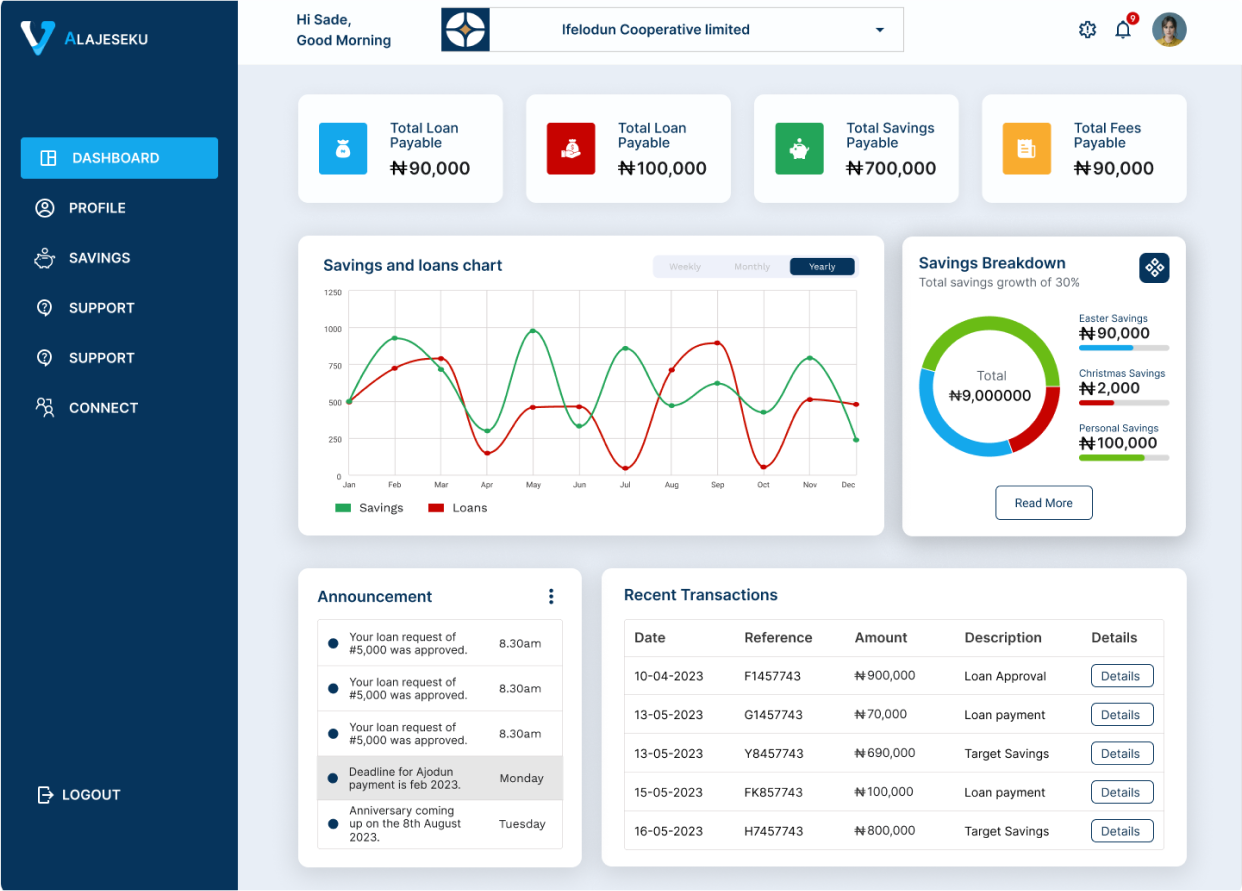 ALAJESEKU
Hi Sade,
Good Morning
Ifelodun Cooperative limited
9
DASHBOARD
PROFILE
SAVINGS
SUPPORT
SUPPORT
CONNECT
LOGOUT
Total Loan
Payable
₦90,000
Total Loan
Payable
₦100,000
Total Savings
Payable
₦700,000
Total Fees
Payable
₦90,000
Savings and loans chart
Weekly
Monthly
Yearly
1250
1000
750
500
250
0
Jan Feb Mar Apr May Jun Jul Aug Sep Oct Nov Dec
Savings Loans
Savings Breakdown
Total savings growth of 30%
Total
₦9,000000
Easter Savings
₦90,000
Christmas Savings
₦2,000
Personal Savings
₦100,000
Read More
Announcement
Your loan request of
#5,000 was approved.
8.30am
Your loan request of
#5,000 was approved.
8.30am
Your loan request of
#5,000 was approved.
8.30am
Deadline for Ajodun
payment is feb 2023.
Monday
Anniversary coming
up on the 8th August
2023.
Tuesday
Recent Transactions
Date Reference Amount Description Details
10-04-2023 F1457743 ₦900,000 Loan Approval Details
13-05-2023 G1457743 ₦70,000 Loan payment Details
13-05-2023 Y8457743 ₦690,000 Target Savings Details
15-05-2023 FK857743 ₦100,000 Loan payment Details
16-05-2023 H7457743 ₦800,000 Target Savings Details